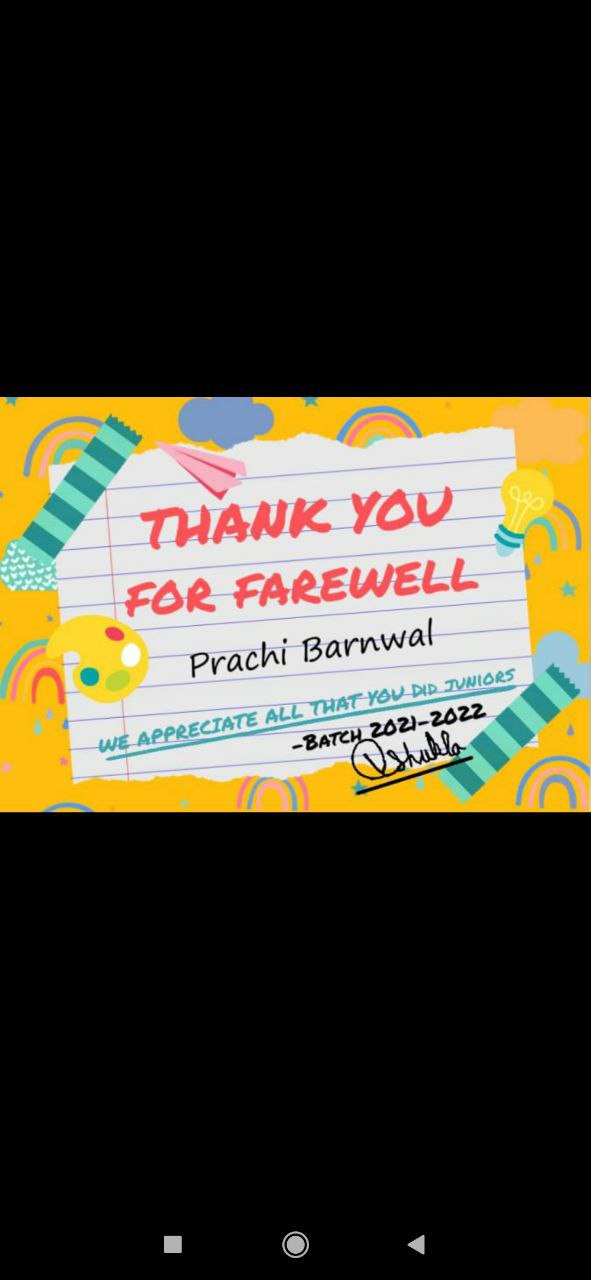 THANK YOU
FOR FAREWELL
Prachi Barnwal
WE APPRECIATE ALL THAT YOU DID JUNIORS
-BATCH 2021-2022